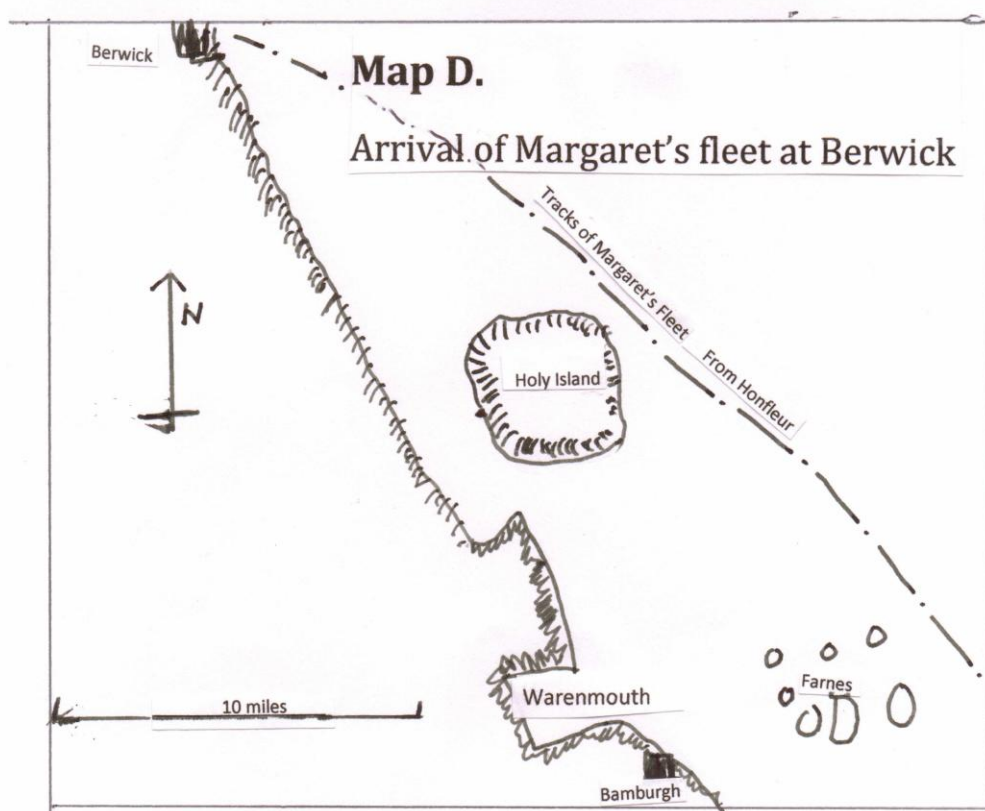 Berwick
Map D.
Arrival of Margaret's fleet at Berwick
Tracks of Margaret's Fleet From Honfleur
N
Holy Island
10 miles
Warenmouth
Farnes
Bamburgh